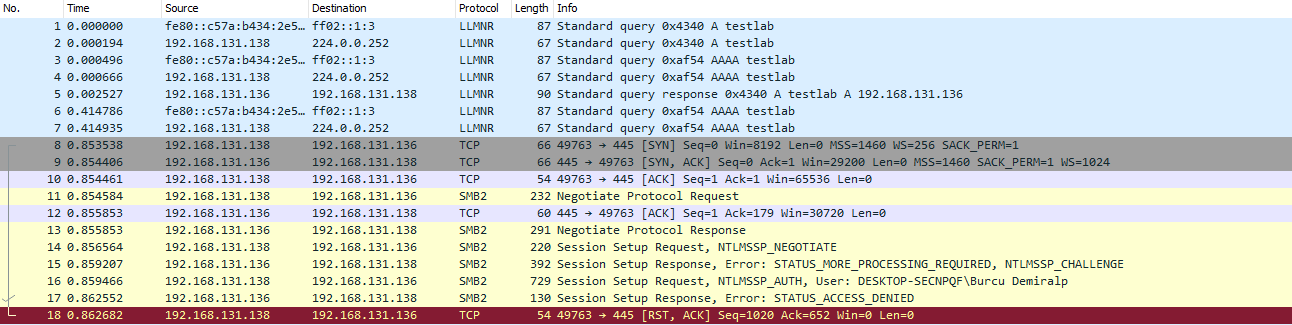 No. Time Source Destination Protocol Length Info
1 0.000000 fe80::c57a:b434:2e5… ff02::1:3 LLMNR 87 Standard query 0x4340 A testlab
2 0.000194 192.168.131.138 224.0.0.252 LLMNR 67 Standard query 0x4340 A testlab
3 0.000496 fe80::c57a:b434:2e5… ff02::1:3 LLMNR 87 Standard query 0xaf54 AAAA testlab
4 0.000666 192.168.131.138 224.0.0.252 LLMNR 67 Standard query 0xaf54 AAAA testlab
5 0.002527 192.168.131.136 192.168.131.138 LLMNR 90 Standard query response 0x4340 A testlab A 192.168.131.136
6 0.414786 fe80::c57a:b434:2e5… ff02::1:3 LLMNR 87 Standard query 0xaf54 AAAA testlab
7 0.414935 192.168.131.138 224.0.0.252 LLMNR 67 Standard query 0xaf54 AAAA testlab
8 0.853538 192.168.131.138 192.168.131.136 TCP 66 49763 → 445 [SYN] Seq=0 Win=8192 Len=0 MSS=1460 WS=256 SACK_PERM=1
9 0.854406 192.168.131.136 192.168.131.138 TCP 66 445 → 49763 [SYN, ACK] Seq=0 Ack=1 Win=29200 Len=0 MSS=1460 SACK_PERM=1 WS=1024
10 0.854461 192.168.131.138 192.168.131.136 TCP 54 49763 → 445 [ACK] Seq=1 Ack=1 Win=65536 Len=0
11 0.854584 192.168.131.138 192.168.131.136 SMB2 232 Negotiate Protocol Request
12 0.855853 192.168.131.136 192.168.131.138 TCP 60 445 → 49763 [ACK] Seq=1 Ack=179 Win=30720 Len=0
13 0.855853 192.168.131.136 192.168.131.138 SMB2 291 Negotiate Protocol Response
14 0.856564 192.168.131.138 192.168.131.136 SMB2 220 Session Setup Request, NTLMSSP_NEGOTIATE
15 0.859207 192.168.131.136 192.168.131.138 SMB2 392 Session Setup Response, Error: STATUS_MORE_PROCESSING_REQUIRED, NTLMSSP_CHALLENGE
16 0.859466 192.168.131.138 192.168.131.136 SMB2 729 Session Setup Request, NTLMSSP_AUTH, User: DESKTOP-SECNPQF\Burcu Demiralp
17 0.862552 192.168.131.136 192.168.131.138 SMB2 130 Session Setup Response, Error: STATUS_ACCESS_DENIED
18 0.862682 192.168.131.138 192.168.131.136 TCP 54 49763 → 445 [RST, ACK] Seq=1020 Ack=652 Win=0 Len=0